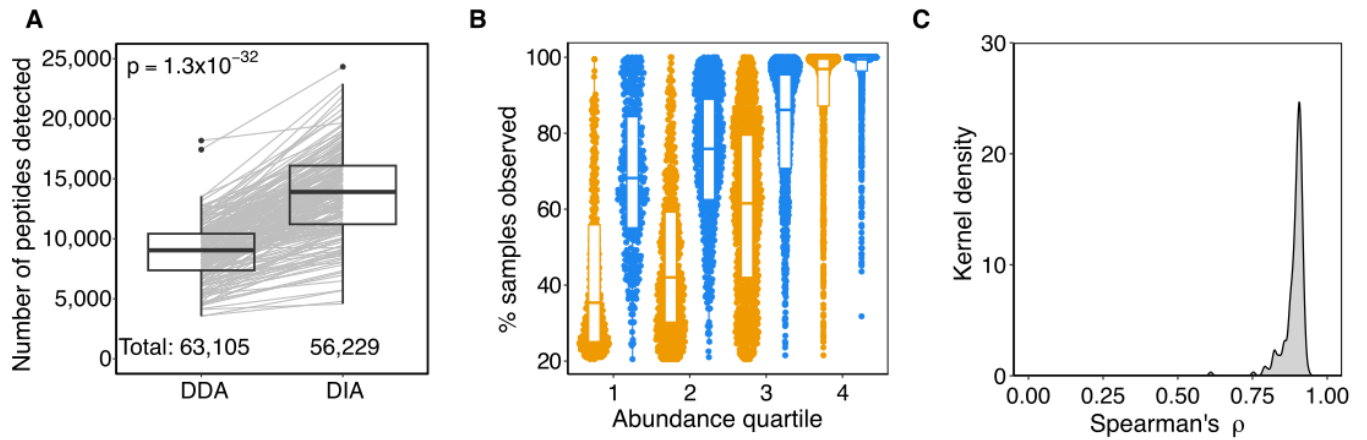 A
Number of peptides detected
25,000
20,000
15,000
10,000
5,000
0
p = 1.3x10⁻³²
Total: 63,105 56,229
DDA DIA
B
% samples observed
100
80
60
40
20
1 2 3 4
Abundance quartile
C
Kernel density
30
20
10
0
0.00 0.25 0.50 0.75 1.00
Spearman's ρ